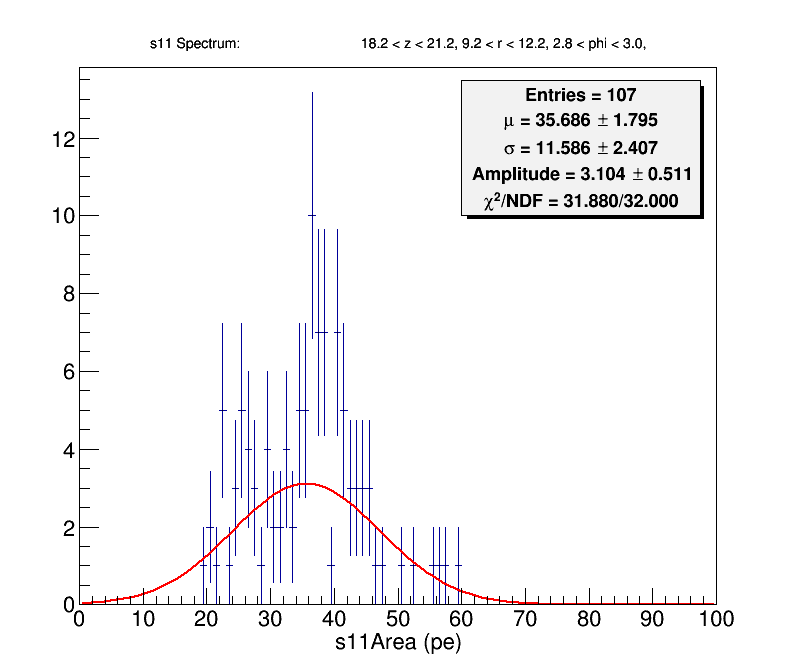 s11 Spectrum: 18.2 < z < 21.2, 9.2 < r < 12.2, 2.8 < phi < 3.0,
Entries = 107
μ = 35.686 ± 1.795
σ = 11.586 ± 2.407
Amplitude = 3.104 ± 0.511
χ²/NDF = 31.880/32.000
12
10
8
6
4
2
0
0 10 20 30 40 50 60 70 80 90 100
s11Area (pe)